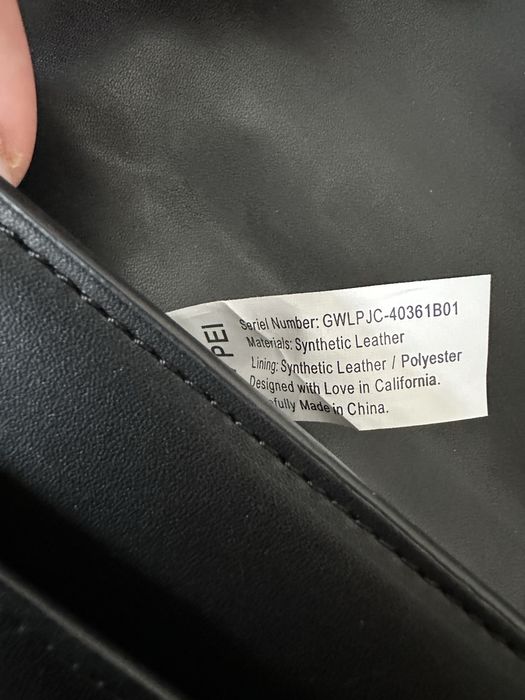 PEI
Seriel Number: GWLPJC-40361B01
Materials: Synthetic Leather
Lining: Synthetic Leather / Polyester
Designed with Love in California.
Made in China.